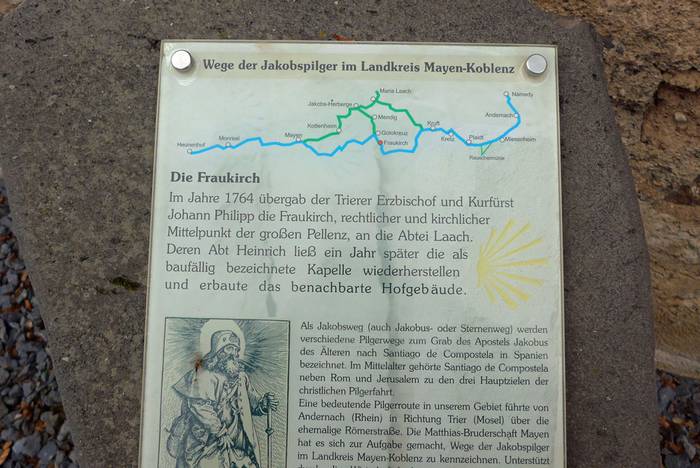 Wege der Jakobspilger im Landkreis Mayen-Koblenz
Maria Laach
Namedy
Jakobs-Herberge
Andernach
Mendig
Kottenheim
Kruft
Golokreuz
Monreal
Mayen
Kretz
Plaidt
Miesenheim
Heunenhof
Fraukirch
Rauschermühle
Die Fraukirch
Im Jahre 1764 übergab der Trierer Erzbischof und Kurfürst
Johann Philipp die Fraukirch, rechtlicher und kirchlicher
Mittelpunkt der großen Pellenz, an die Abtei Laach.
Deren Abt Heinrich ließ ein Jahr später die als
baufällig bezeichnete Kapelle wiederherstellen
und erbaute das benachbarte Hofgebäude.
Als Jakobsweg (auch Jakobus- oder Sternenweg) werden
verschiedene Pilgerwege zum Grab des Apostels Jakobus
des Älteren nach Santiago de Compostela in Spanien
bezeichnet. Im Mittelalter gehörte Santiago de Compostela
neben Rom und Jerusalem zu den drei Hauptzielen der
christlichen Pilgerfahrt.
Eine bedeutende Pilgerroute in unserem Gebiet führte von
Andernach (Rhein) in Richtung Trier (Mosel) über die
ehemalige Römerstraße. Die Matthias-Bruderschaft Mayen
hat es sich zur Aufgabe gemacht, Wege der Jakobspilger
im Landkreis Mayen-Koblenz zu kennzeichnen. Unterstützt